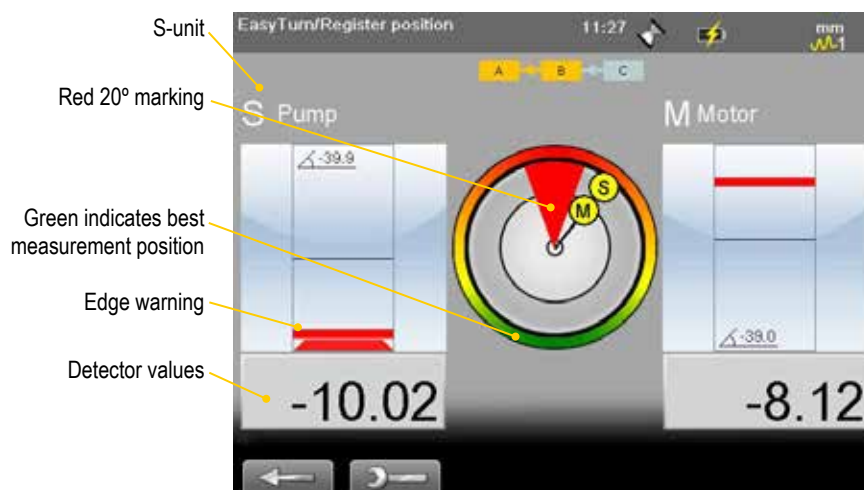 S-unit
EasyTurn/Register position 11:27 mm
1
A B C
Red 20º marking
S Pump
M Motor
-39.9
S
M
Green indicates best
measurement position
Edge warning
-39.0
Detector values
-10.02
-8.12